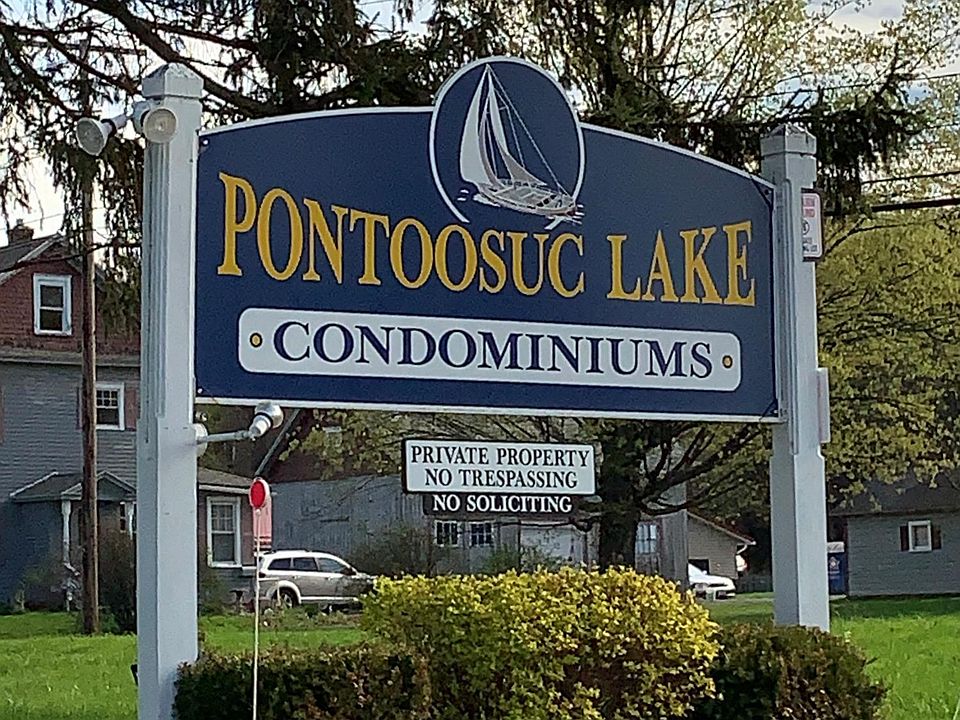 PONTOOSUC LAKE
• CONDOMINIUMS •
PRIVATE PROPERTY
NO TRESPASSING
NO SOLICITING